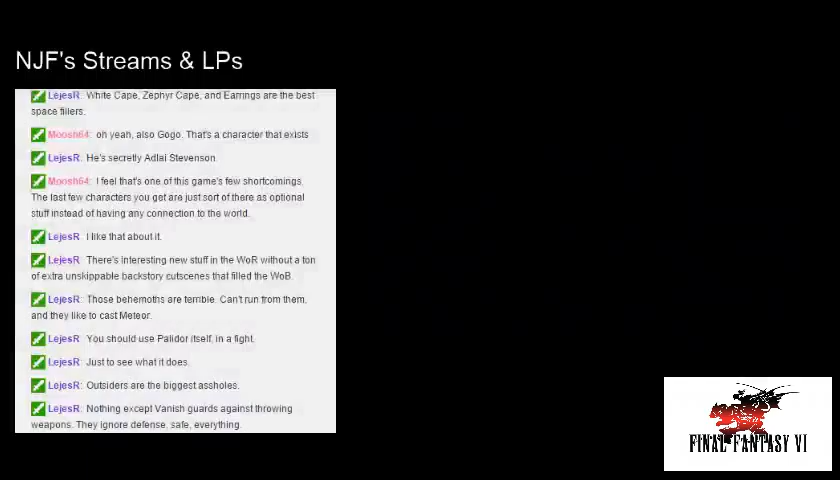 NJF's Streams & LPs
LejesR: White Cape, Zephyr Cape, and Earrings are the best
space fillers.
Moosh64: oh yeah, also Gogo. That's a character that exists
LejesR: He's secretly Adlai Stevenson.
Moosh64: I feel that's one of this game's few shortcomings.
The last few characters you get are just sort of there as optional
stuff instead of having any connection to the world.
LejesR: I like that about it.
LejesR: There's interesting new stuff in the WoR without a ton
of extra unskippable backstory cutscenes that filled the WoB.
LejesR: Those behemoths are terrible. Can't run from them,
and they like to cast Meteor.
LejesR: You should use Palidor itself, in a fight.
LejesR: Just to see what it does.
LejesR: Outsiders are the biggest assholes.
LejesR: Nothing except Vanish guards against throwing
weapons. They ignore defense, safe, everything.
FINAL FANTASY VI